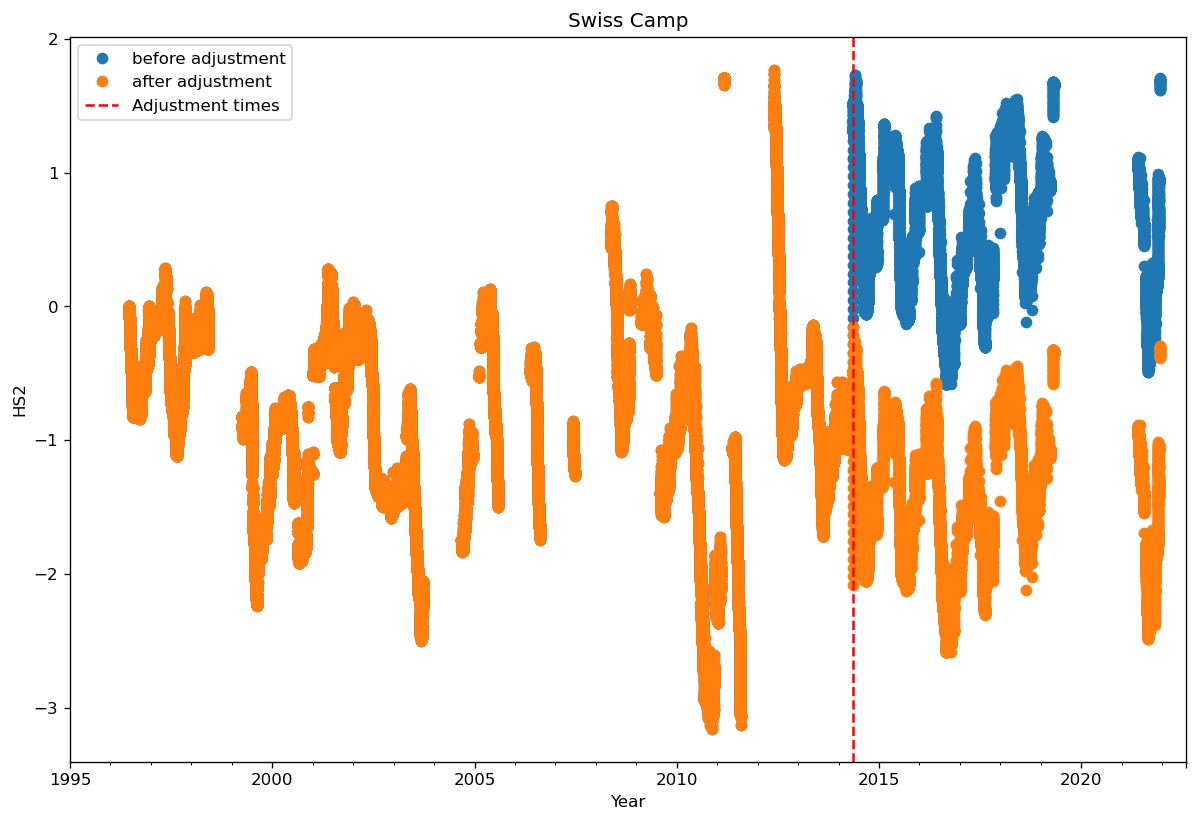 Swiss Camp
before adjustment
after adjustment
Adjustment times
2
1
0
−1
−2
−3
HS2
1995
2000
2005
2010
2015
2020
Year